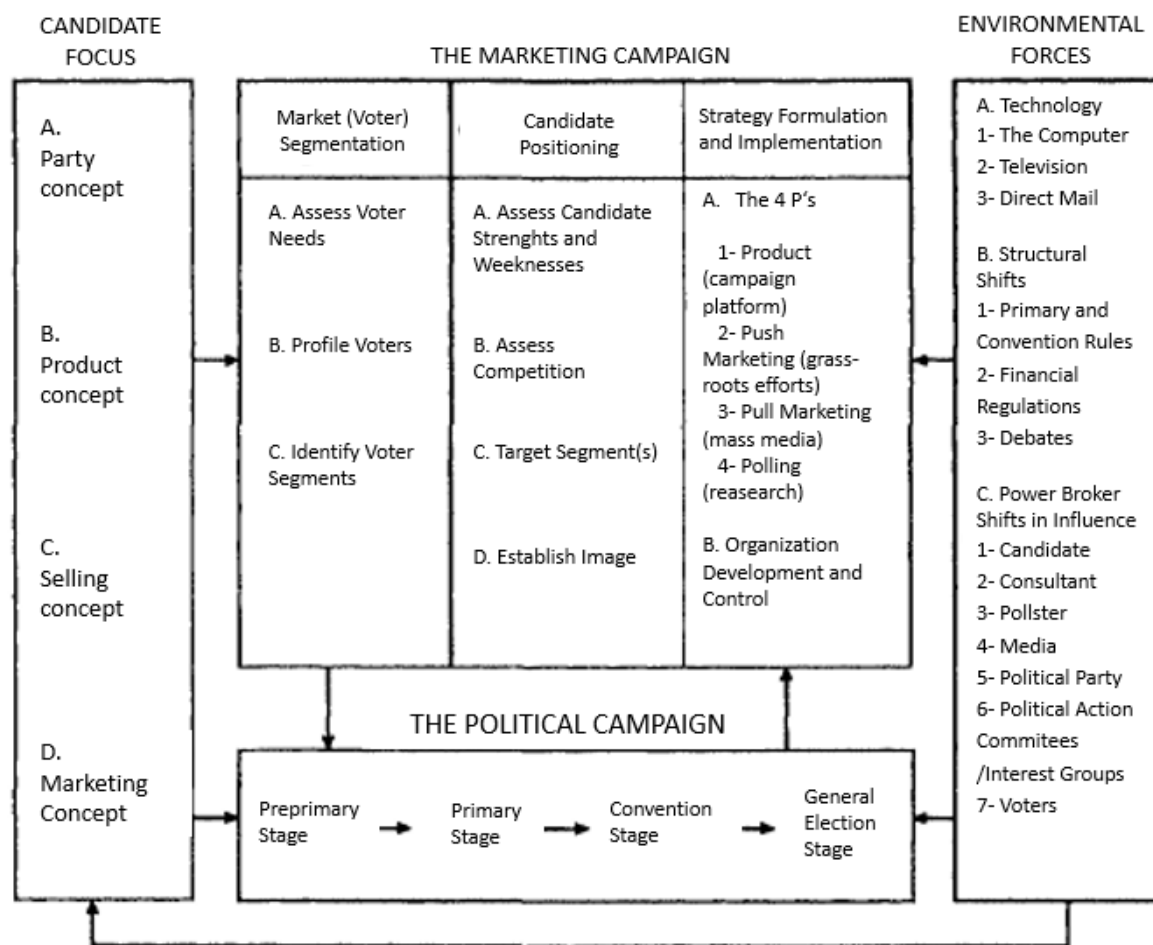 CANDIDATE
FOCUS
A.
Party
concept
B.
Product
concept
C.
Selling
concept
D.
Marketing
Concept
THE MARKETING CAMPAIGN
Market (Voter)
Segmentation
A. Assess Voter
Needs
B. Profile Voters
C. Identify Voter
Segments
Candidate
Positioning
A. Assess Candidate
Strenghts and
Weeknesses
B. Assess
Competition
C. Target Segment(s)
D. Establish Image
Strategy Formulation
and Implementation
A. The 4 P's
1- Product
(campaign
platform)
2- Push
Marketing (grass-
roots efforts)
3- Pull Marketing
(mass media)
4- Polling
(reasearch)
B. Organization
Development and
Control
THE POLITICAL CAMPAIGN
Preprimary
Stage
Primary
Stage
Convention
Stage
General
Election
Stage
ENVIRONMENTAL
FORCES
A. Technology
1- The Computer
2- Television
3- Direct Mail
B. Structural
Shifts
1- Primary and
Convention Rules
2- Financial
Regulations
3- Debates
C. Power Broker
Shifts in Influence
1- Candidate
2- Consultant
3- Pollster
4- Media
5- Political Party
6- Political Action
Commitees
/Interest Groups
7- Voters